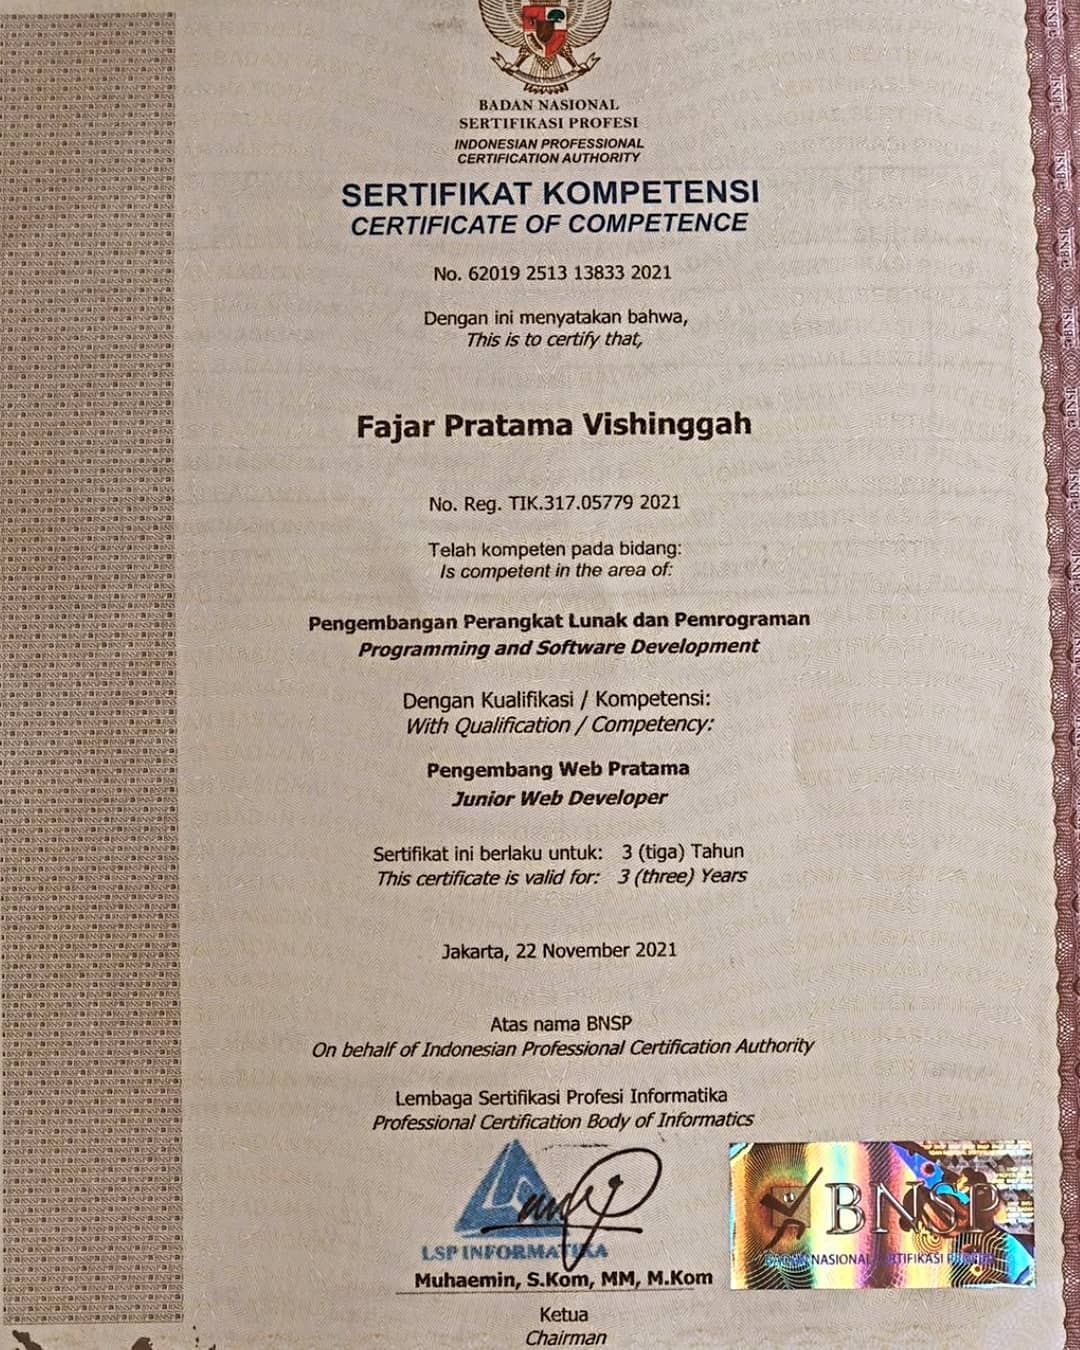 BADAN NASIONAL
SERTIFIKASI PROFESI
INDONESIAN PROFESSIONAL
CERTIFICATION AUTHORITY
SERTIFIKAT KOMPETENSI
CERTIFICATE OF COMPETENCE
No. 62019 2513 13833 2021
Dengan ini menyatakan bahwa,
This is to certify that,
Fajar Pratama Vishinggah
No. Reg. TIK.317.05779 2021
Telah kompeten pada bidang:
Is competent in the area of:
Pengembangan Perangkat Lunak dan Pemrograman
Programming and Software Development
Dengan Kualifikasi / Kompetensi:
With Qualification / Competency:
Pengembang Web Pratama
Junior Web Developer
Sertifikat ini berlaku untuk: 3 (tiga) Tahun
This certificate is valid for: 3 (three) Years
Jakarta, 22 November 2021
Atas nama BNSP
On behalf of Indonesian Professional Certification Authority
Lembaga Sertifikasi Profesi Informatika
Professional Certification Body of Informatics
LSP INFORMATIKA
BNSP
BADAN NASIONAL SERTIFIKASI PROFESI
Muhaemin, S.Kom, MM, M.Kom
Ketua
Chairman